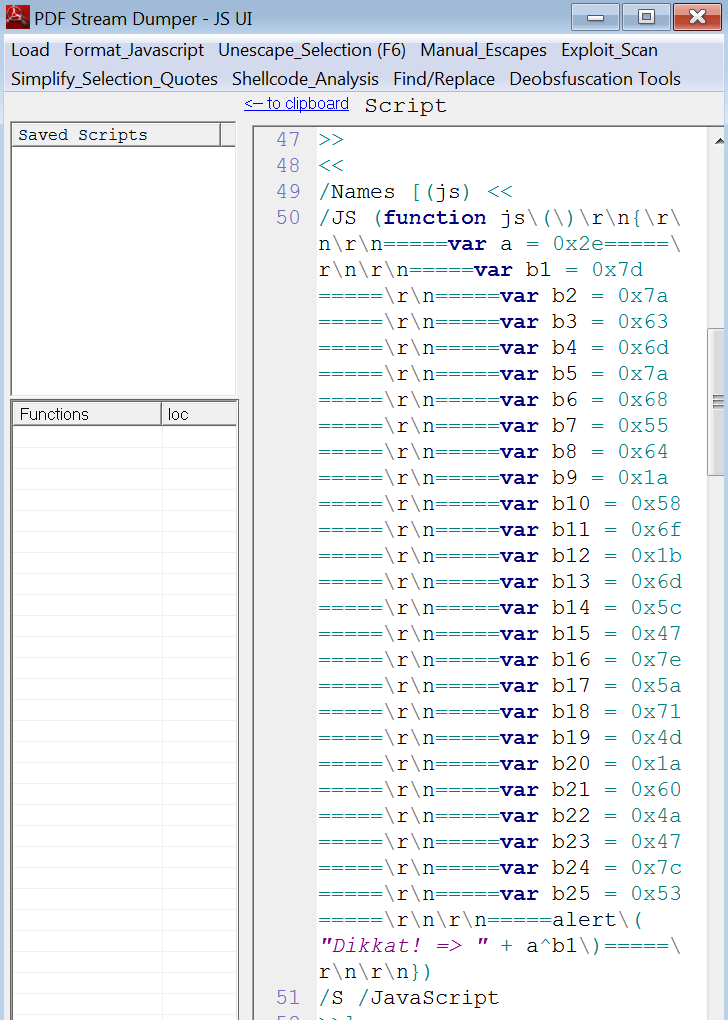 PDF Stream Dumper - JS UI
Load Format_Javascript Unescape_Selection (F6) Manual_Escapes Exploit_Scan
Simplify_Selection_Quotes Shellcode_Analysis Find/Replace Deobsfuscation Tools
<-- to clipboard Script
Saved Scripts
Functions loc
47 >>
48 <<
49 /Names [(js) <<
50 /JS (function js\(\)\r\n{\r\
n\r\n=====var a = 0x2e=====\
r\n\r\n=====var b1 = 0x7d
=====\r\n=====var b2 = 0x7a
=====\r\n=====var b3 = 0x63
=====\r\n=====var b4 = 0x6d
=====\r\n=====var b5 = 0x7a
=====\r\n=====var b6 = 0x68
=====\r\n=====var b7 = 0x55
=====\r\n=====var b8 = 0x64
=====\r\n=====var b9 = 0x1a
=====\r\n=====var b10 = 0x58
=====\r\n=====var b11 = 0x6f
=====\r\n=====var b12 = 0x1b
=====\r\n=====var b13 = 0x6d
=====\r\n=====var b14 = 0x5c
=====\r\n=====var b15 = 0x47
=====\r\n=====var b16 = 0x7e
=====\r\n=====var b17 = 0x5a
=====\r\n=====var b18 = 0x71
=====\r\n=====var b19 = 0x4d
=====\r\n=====var b20 = 0x1a
=====\r\n=====var b21 = 0x60
=====\r\n=====var b22 = 0x4a
=====\r\n=====var b23 = 0x47
=====\r\n=====var b24 = 0x7c
=====\r\n=====var b25 = 0x53
=====\r\n\r\n=====alert\(
"Dikkat! => " + a^b1\)=====\
r\n\r\n})
51 /S /JavaScript